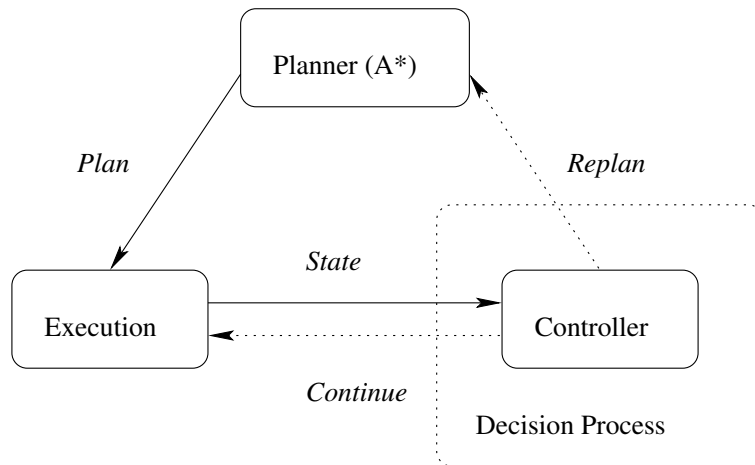 Planner (A*)
Plan
Replan
State
Execution
Controller
Continue
Decision Process